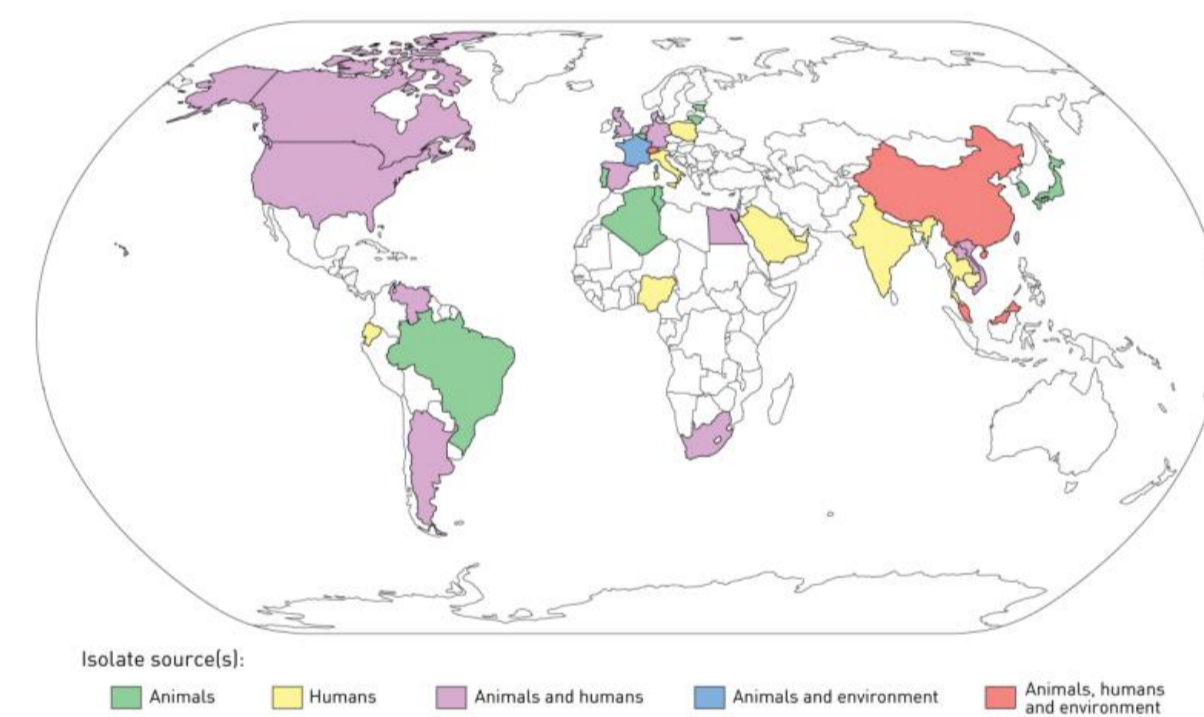 Isolate source(s):
Animals
Humans
Animals and humans
Animals and environment
Animals, humans
and environment